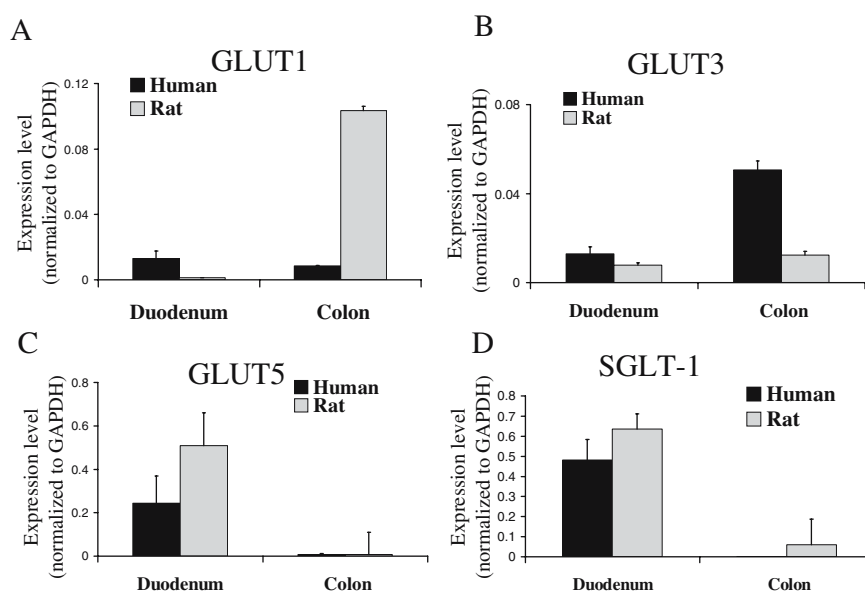 A
GLUT1
Human
Rat
Expression level
(normalized to GAPDH)
0.12
0.08
0.04
0
Duodenum
Colon
B
GLUT3
Human
Rat
Expression level
(normalized to GAPDH)
0.08
0.04
0
Duodenum
Colon
C
GLUT5
Human
Rat
Expression level
(normalized to GAPDH)
0.8
0.6
0.4
0.2
0
Duodenum
Colon
D
SGLT-1
Human
Rat
Expression level
(normalized to GAPDH)
0.8
0.7
0.6
0.5
0.4
0.3
0.2
0.1
0
Duodenum
Colon